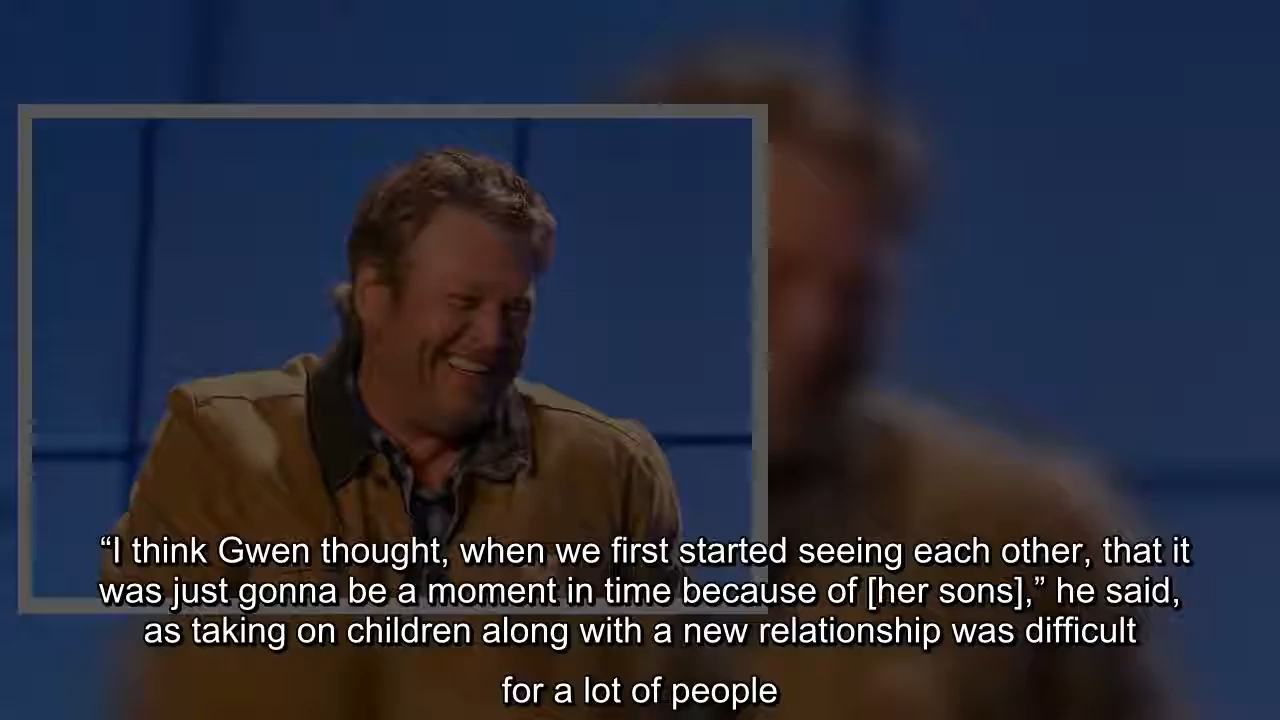 “I think Gwen thought, when we first started seeing each other, that it
was just gonna be a moment in time because of [her sons],” he said,
as taking on children along with a new relationship was difficult
for a lot of people